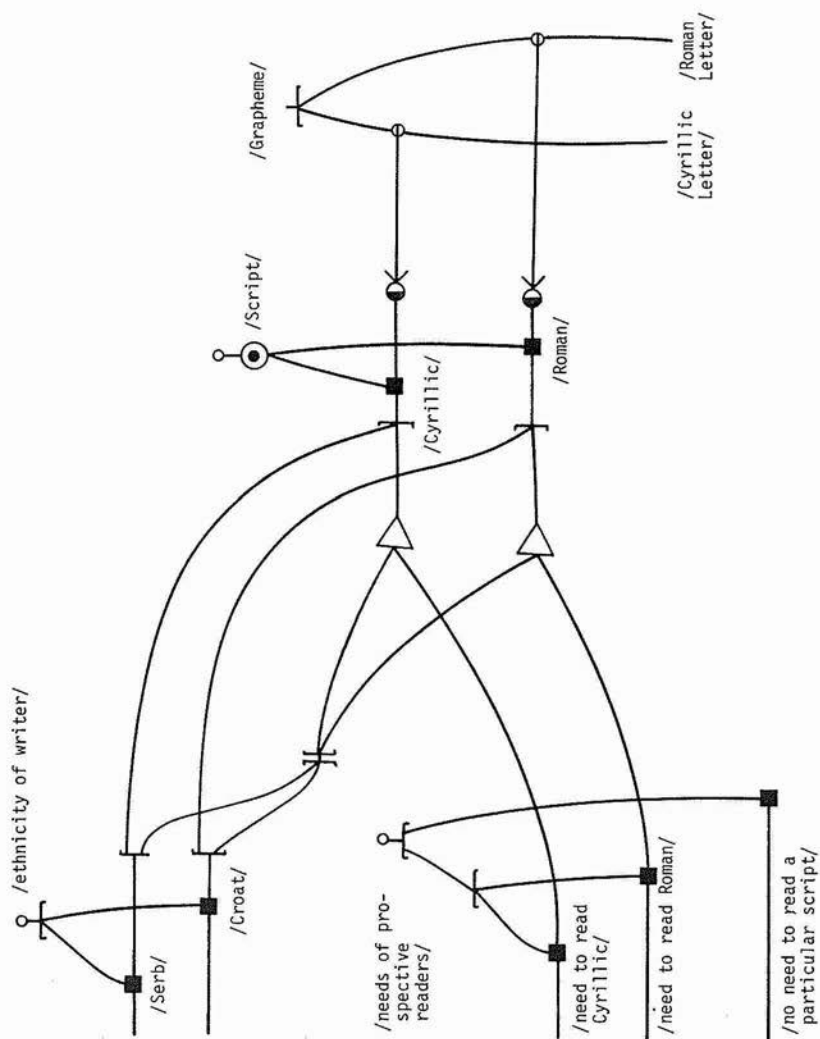 /ethnicity of writer/
/Serb/
/Croat/
/needs of pro-
spective
readers/
/need to read
Cyrillic/
/need to read Roman/
/no need to read a
particular script/
/Script/
/Cyrillic/
/Roman/
/Grapheme/
/Cyrillic
Letter/
/Roman
Letter/